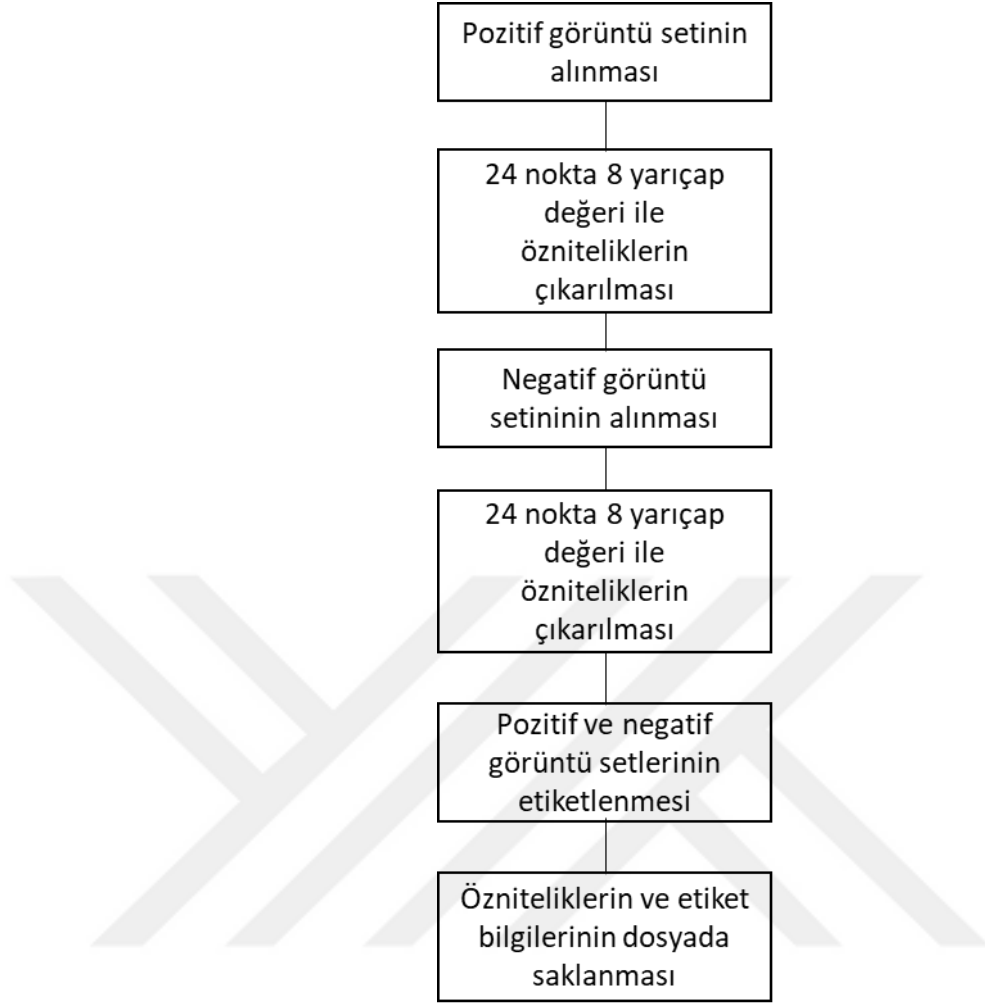 Pozitif görüntü setinin
alınması
24 nokta 8 yarıçap
değeri ile
özniteliklerin
çıkarılması
Negatif görüntü
setininin alınması
24 nokta 8 yarıçap
değeri ile
özniteliklerin
çıkarılması
Pozitif ve negatif
görüntü setlerinin
etiketlenmesi
Özniteliklerin ve etiket
bilgilerinin dosyada
saklanması